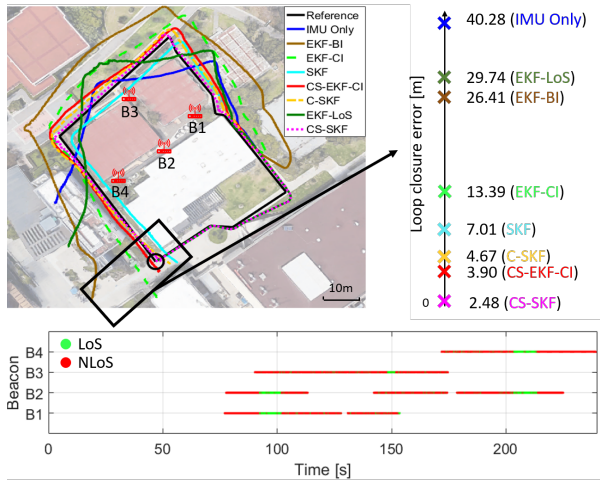 Reference
IMU Only
EKF-BI
EKF-CI
SKF
CS-EKF-CI
C-SKF
EKF-LoS
CS-SKF
B3
B1
B2
B4
10m
Loop closure error [m]
40.28 (IMU Only)
29.74 (EKF-LoS)
26.41 (EKF-BI)
13.39 (EKF-CI)
7.01 (SKF)
4.67 (C-SKF)
3.90 (CS-EKF-CI)
0
2.48 (CS-SKF)
LoS
NLoS
Beacon
B4
B3
B2
B1
0 50 100 150 200
Time [s]